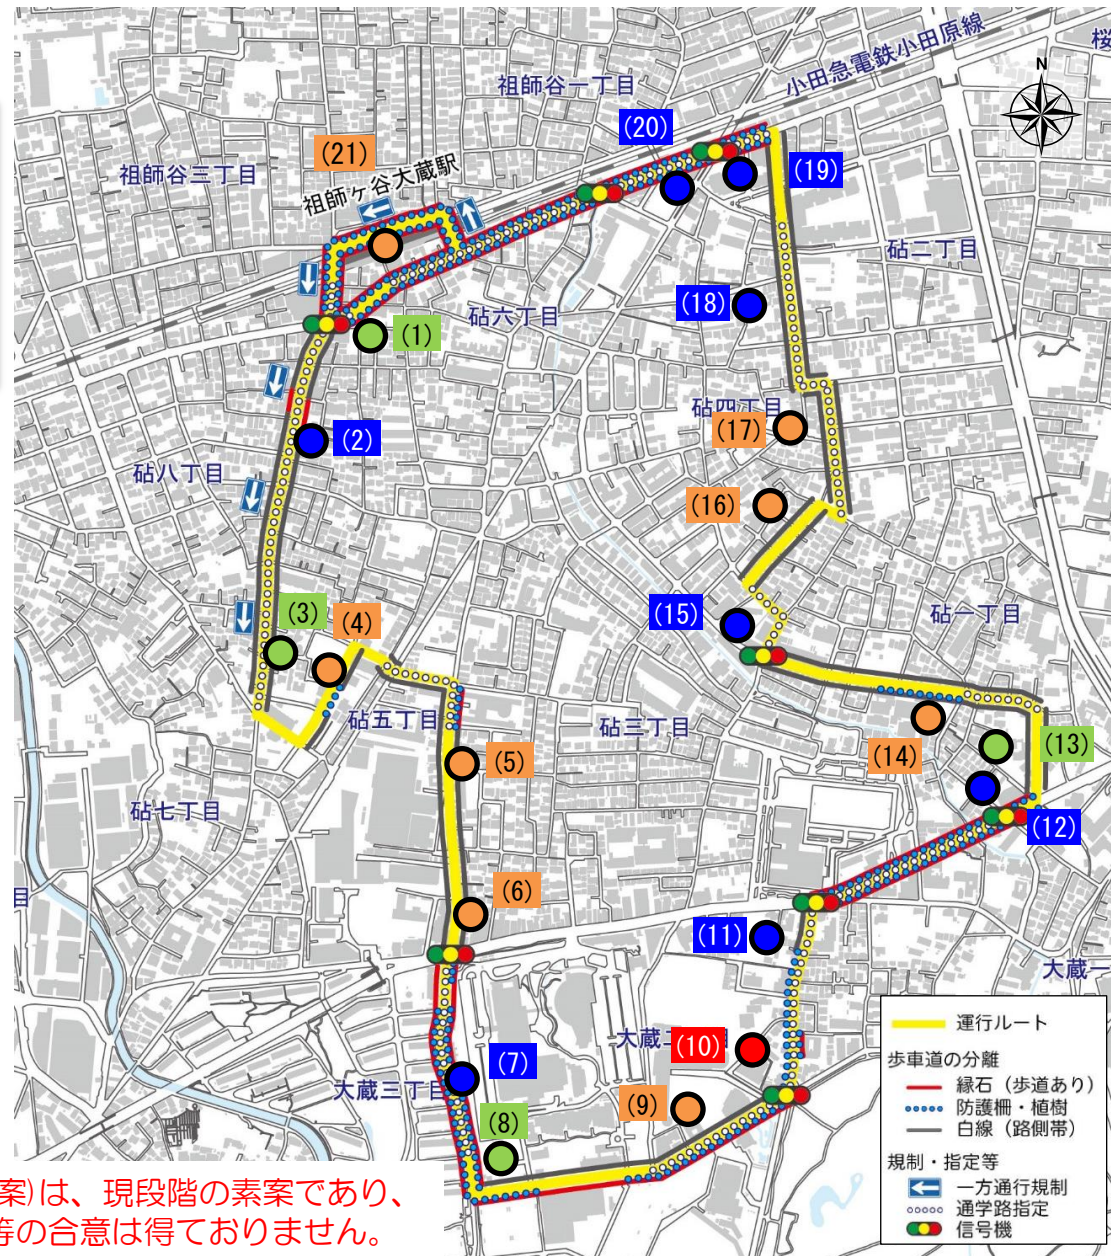 小田急電鉄小田原線
桜
N
祖師谷一丁目
(20)
(21)
祖師谷三丁目
祖師ヶ谷大蔵駅
(19)
砧二丁目
(18)
砧六丁目
(1)
砧四丁目
(17)
(2)
砧八丁目
(16)
(3)
(4)
(15)
砧一丁目
砧五丁目
砧三丁目
(5)
(14)
(13)
砧七丁目
(12)
目
(6)
(11)
大蔵一
大蔵二
目
(10)
(7)
大蔵三丁目
(9)
(8)
運行ルート
歩車道の分離
縁石（歩道あり）
防護柵・植樹
白線（路側帯）
規制・指定等
一方通行規制
通学路指定
信号機
案)は、現段階の素案であり、
等の合意は得ておりません。